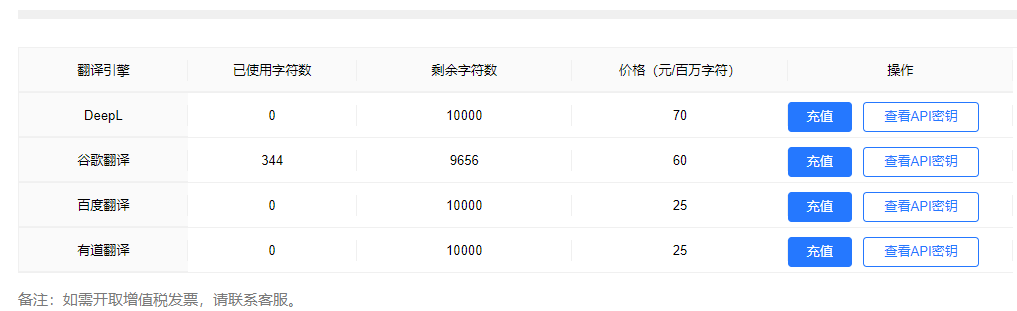 翻译引擎 已使用字符数 剩余字符数 价格（元/百万字符） 操作
DeepL 0 10000 70 充值 查看API密钥
谷歌翻译 344 9656 60 充值 查看API密钥
百度翻译 0 10000 25 充值 查看API密钥
有道翻译 0 10000 25 充值 查看API密钥
备注：如需开取增值税发票，请联系客服。